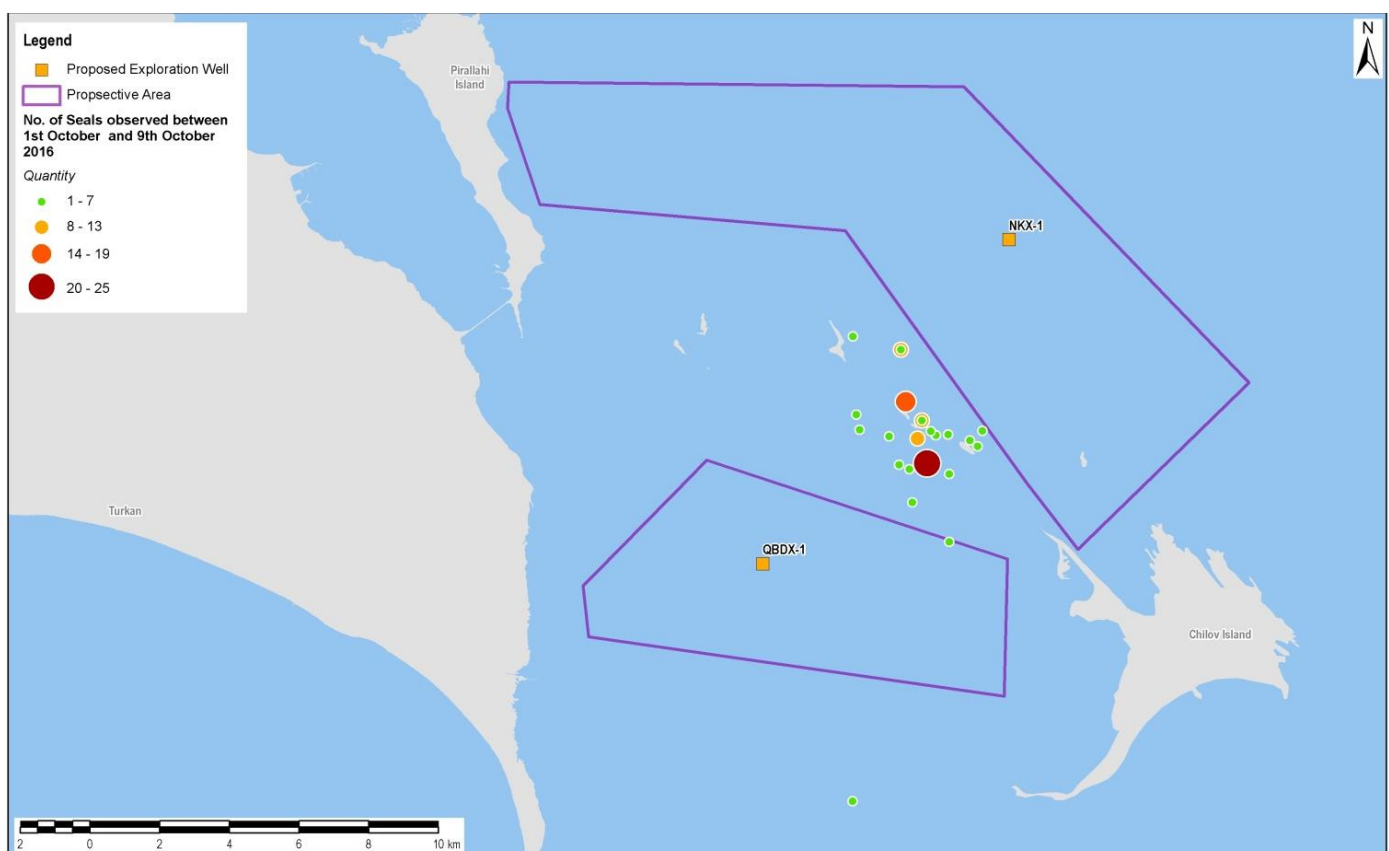 Legend
Proposed Exploration Well
Propsective Area
No. of Seals observed between
1st October and 9th October
2016
Quantity
1 - 7
8 - 13
14 - 19
20 - 25
N
Pirallahi
Island
NKX-1
Turkan
QBDX-1
Chilov Island
2 0 2 4 6 8 10 km